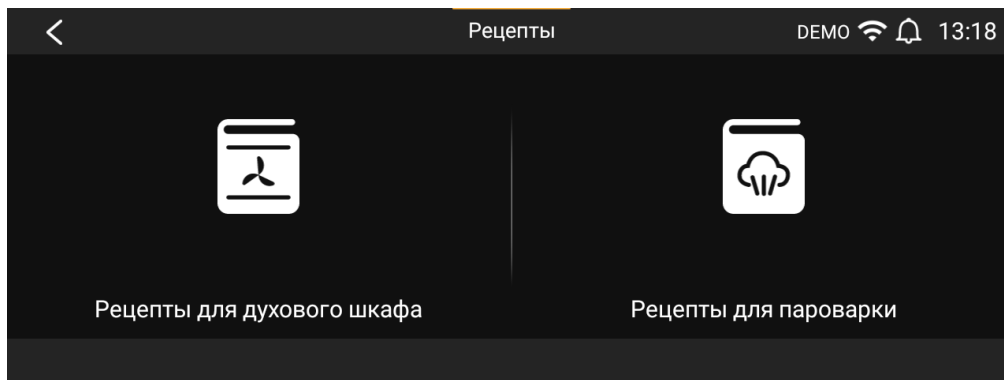 Рецепты
DEMO 13:18
Рецепты для духового шкафа
Рецепты для пароварки